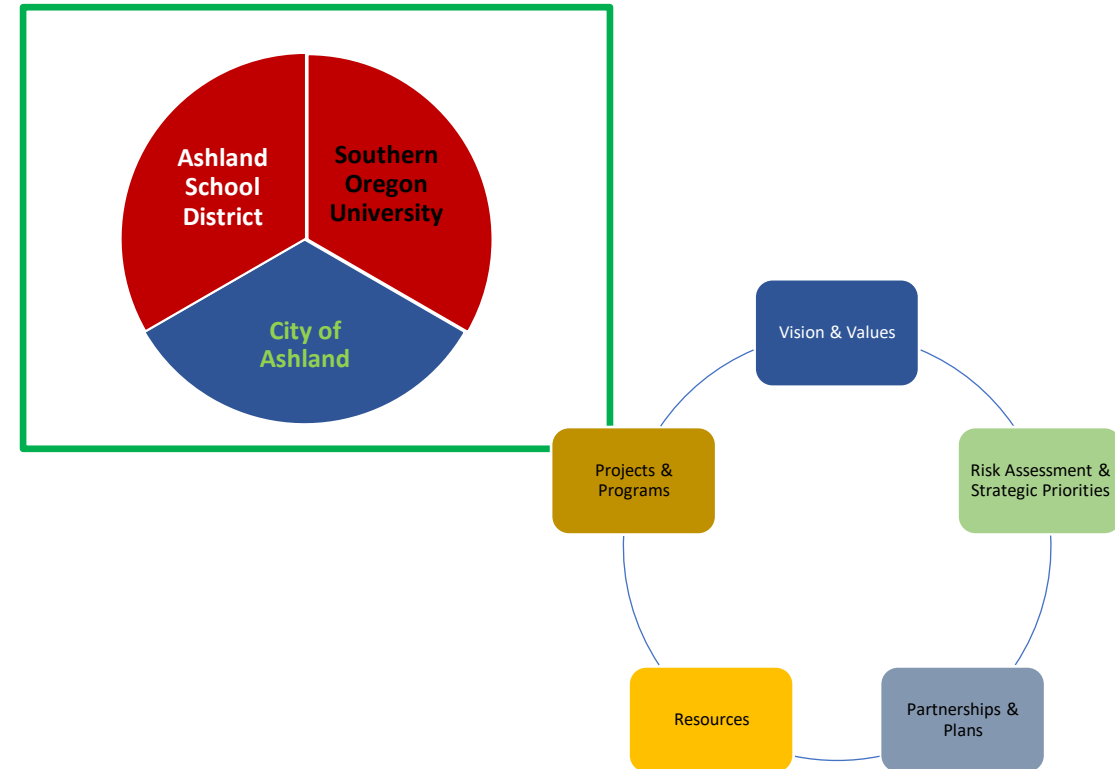 Ashland
School
District
Southern
Oregon
University
City of
Ashland
Vision & Values
Risk Assessment &
Strategic Priorities
Partnerships &
Plans
Resources
Projects &
Programs